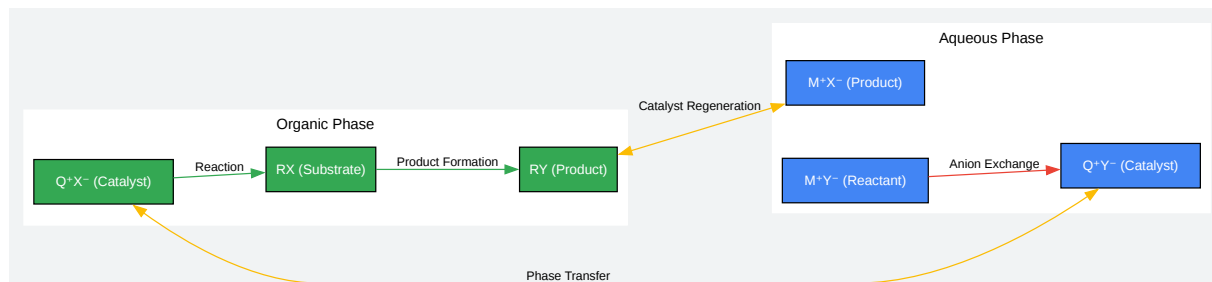 Aqueous Phase
M⁺X⁻ (Product)
Catalyst Regeneration
Organic Phase
Q⁺X⁻ (Catalyst)
Reaction
RX (Substrate)
Product Formation
RY (Product)
M⁺Y⁻ (Reactant)
Anion Exchange
Q⁺Y⁻ (Catalyst)
Phase Transfer